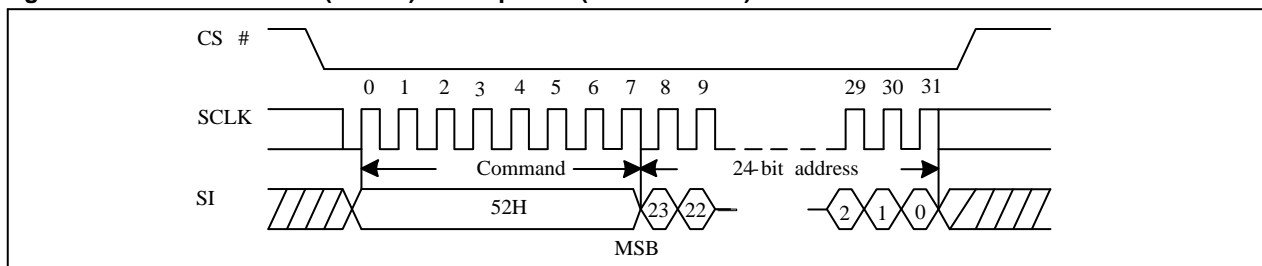 CS #
0 1 2 3 4 5 6 7 8 9 29 30 31
SCLK
Command 24-bit address
SI 52H 23 22 2 1 0
MSB